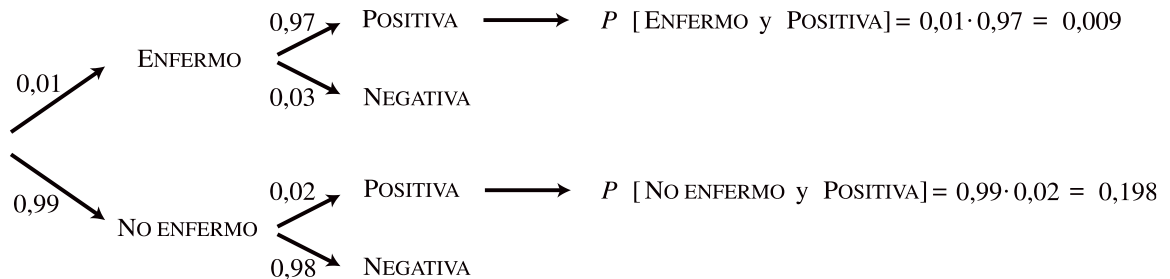 0,97 POSITIVA P [ENFERMO y POSITIVA] = 0,01·0,97 = 0,009
ENFERMO
0,01
0,03 NEGATIVA
0,99
0,02 POSITIVA P [NO ENFERMO y POSITIVA] = 0,99·0,02 = 0,198
NO ENFERMO
0,98 NEGATIVA